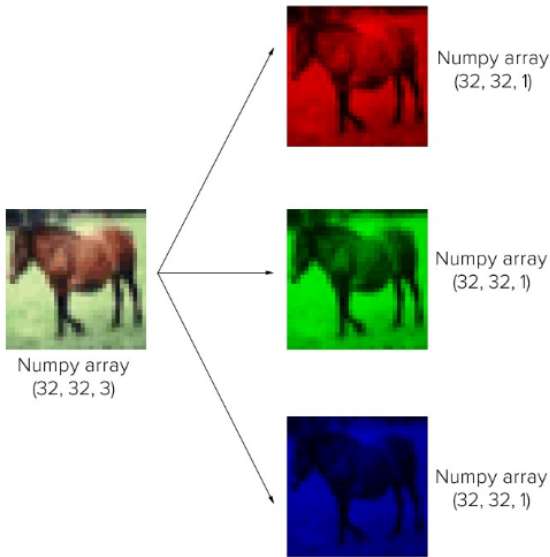 Numpy array
(32, 32, 1)
Numpy array
(32, 32, 1)
Numpy array
(32, 32, 3)
Numpy array
(32, 32, 1)